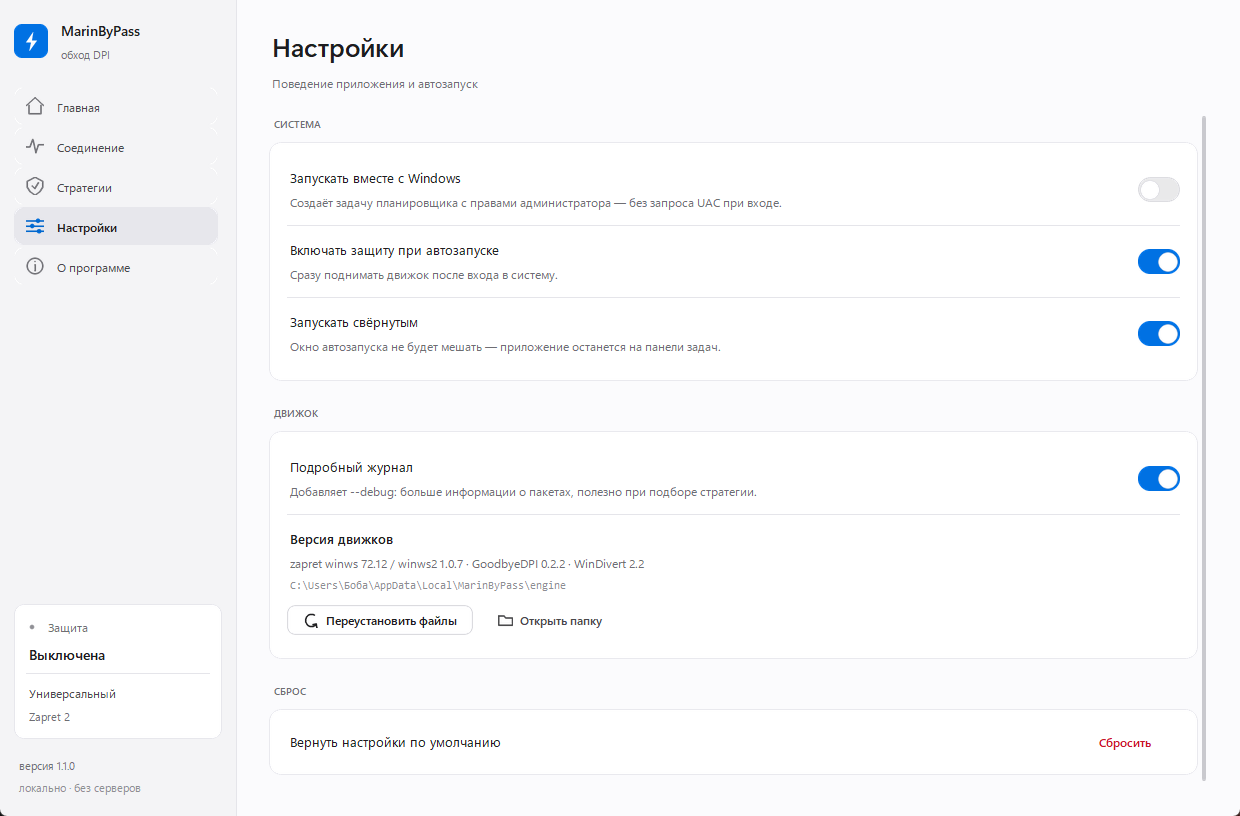 MarinByPass
обход DPI
Главная
Соединение
Стратегии
Настройки
О программе
Защита
Выключена
Универсальный
Zapret 2
версия 1.1.0
локально · без серверов
Настройки
Поведение приложения и автозапуск
СИСТЕМА
Запускать вместе с Windows
Создаёт задачу планировщика с правами администратора — без запроса UAC при входе.
Включать защиту при автозапуске
Сразу поднимать движок после входа в систему.
Запускать свёрнутым
Окно автозапуска не будет мешать — приложение останется на панели задач.
ДВИЖОК
Подробный журнал
Добавляет --debug: больше информации о пакетах, полезно при подборе стратегии.
Версия движков
zapret winws 72.12 / winws2 1.0.7 · GoodbyeDPI 0.2.2 · WinDivert 2.2
C:\Users\Боба\AppData\Local\MarinByPass\engine
Переустановить файлы
Открыть папку
СБРОС
Вернуть настройки по умолчанию
Сбросить